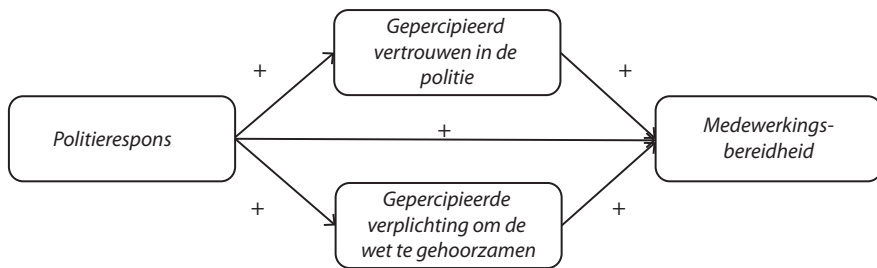 Gepercipieerd
vertrouwen in de
politie
+
+
Politierespons
+
Medewerkings-
bereidheid
+
+
Gepercipieerde
verplichting om de
wet te gehoorzamen